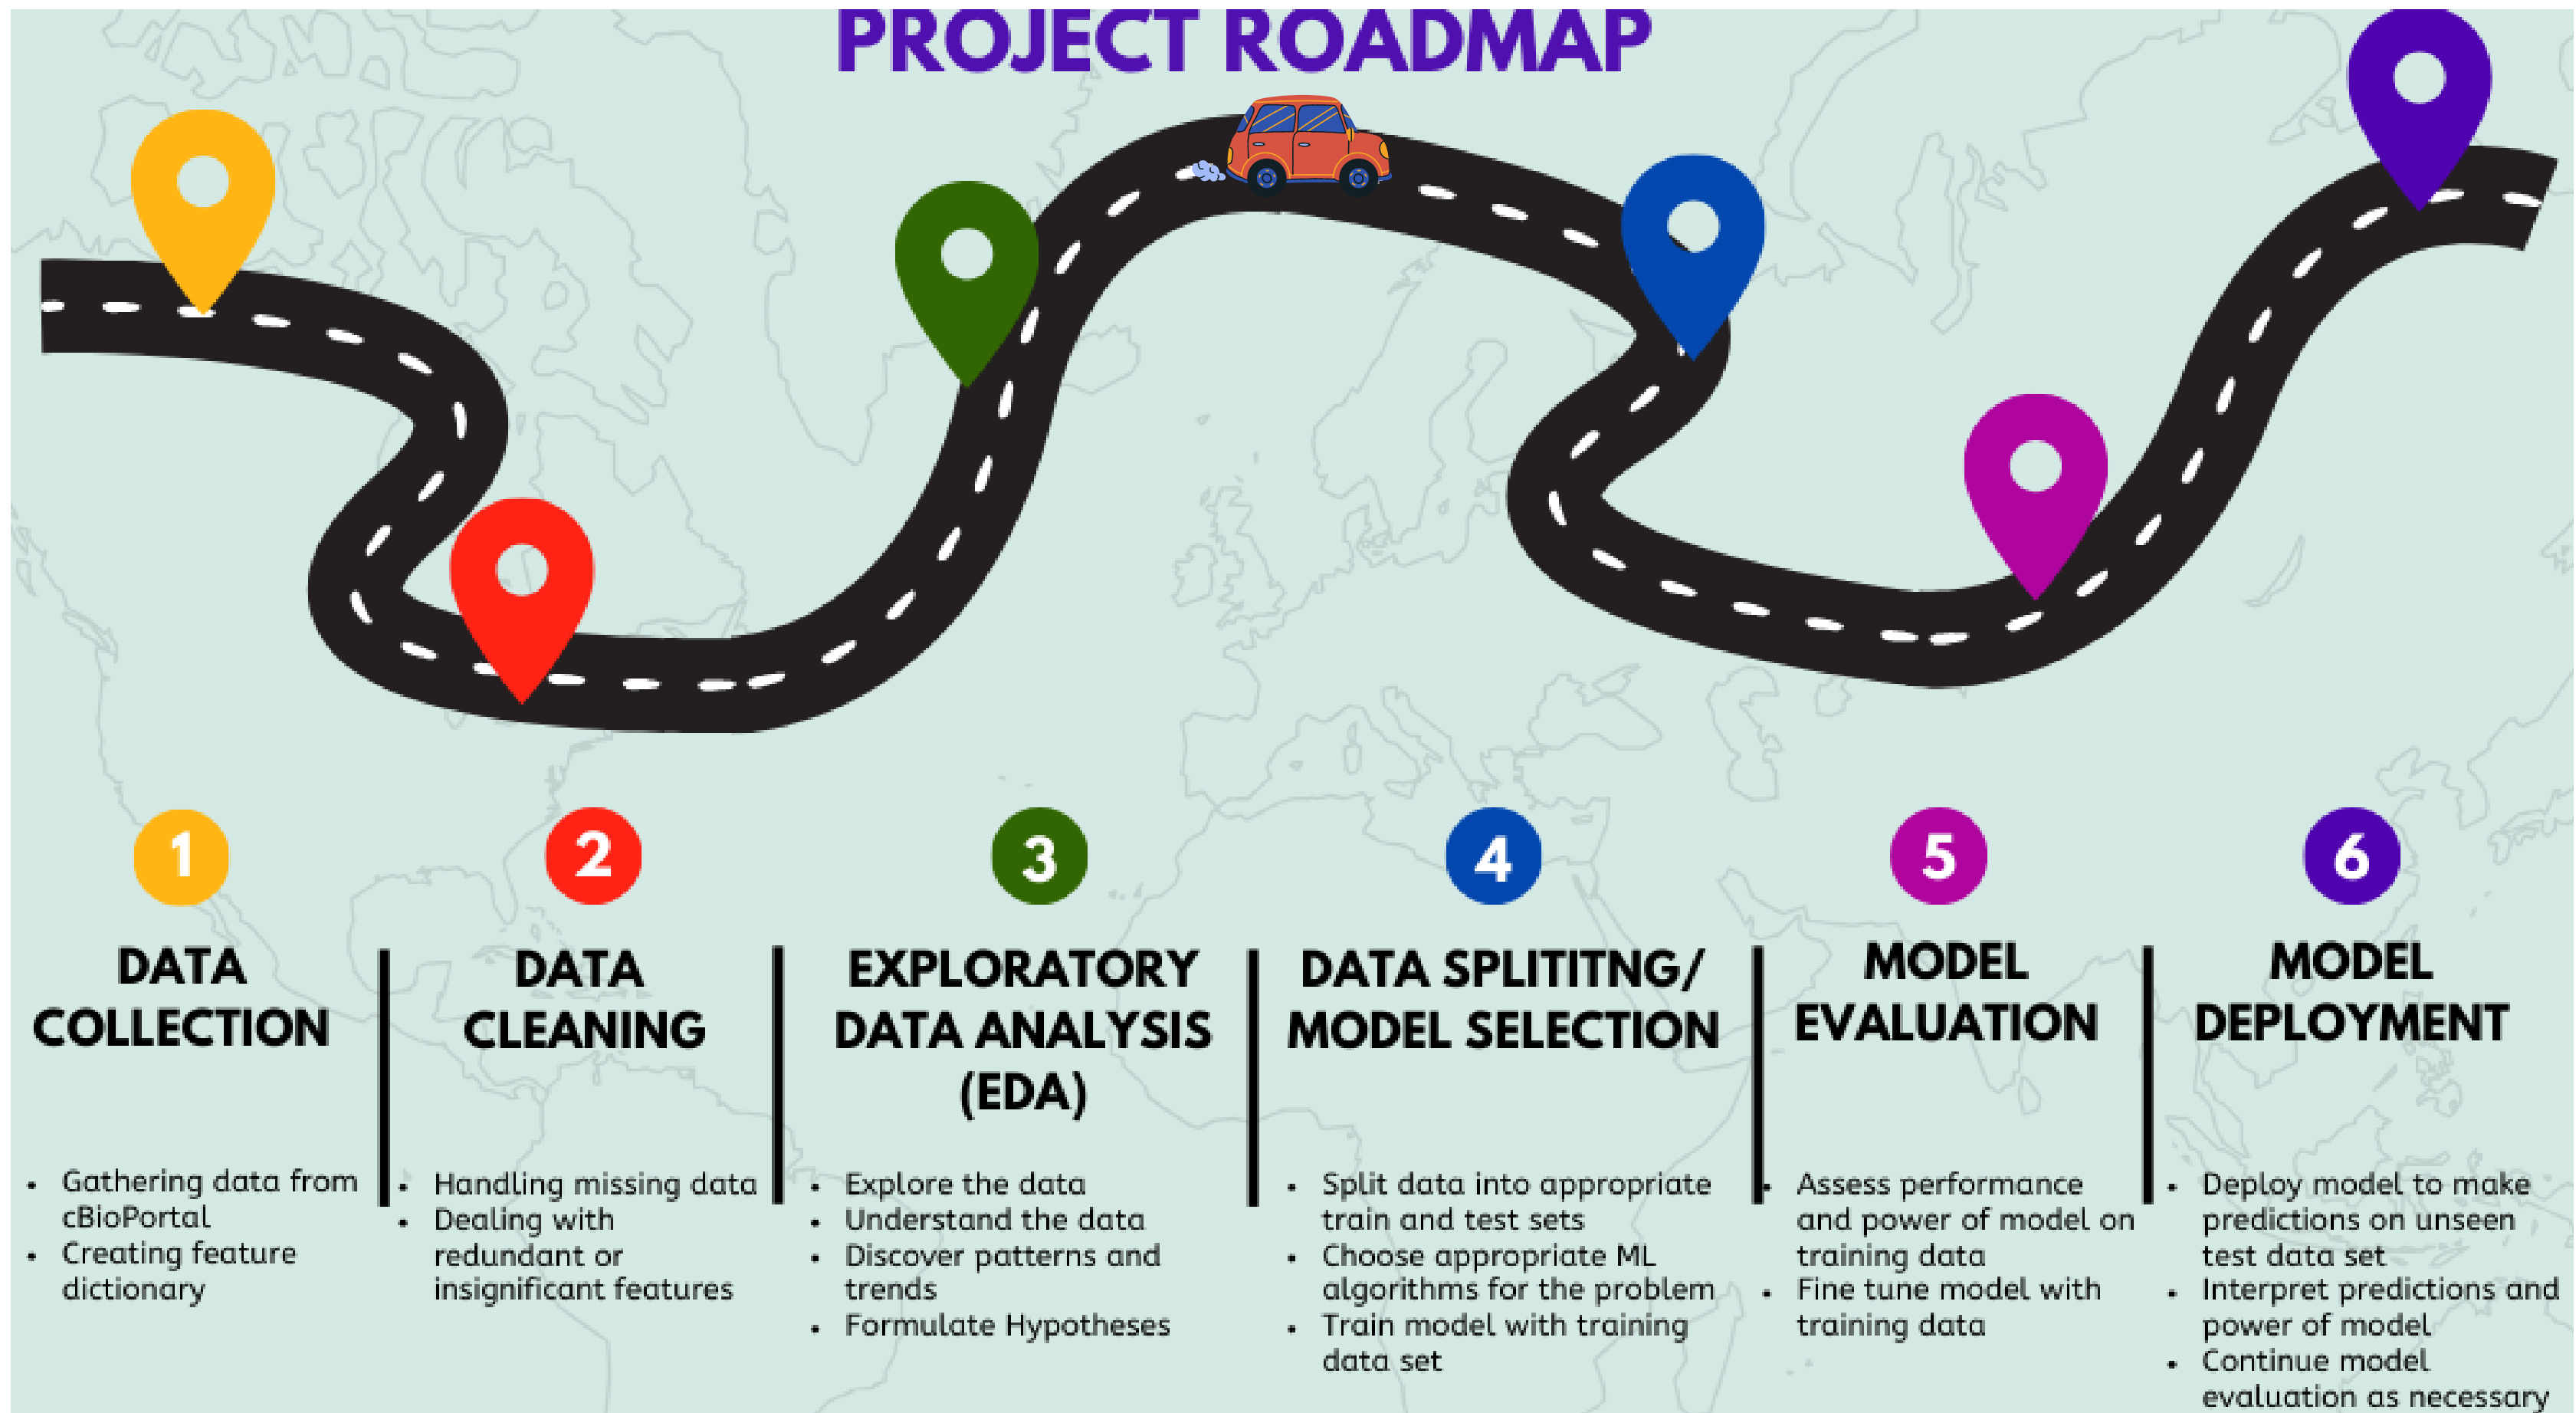 PROJECT ROADMAP
1
DATA
COLLECTION
• Gathering data from
cBioPortal
• Creating feature
dictionary
2
DATA
CLEANING
• Handling missing data
• Dealing with
redundant or
insignificant features
3
EXPLORATORY
DATA ANALYSIS
(EDA)
• Explore the data
• Understand the data
• Discover patterns and
trends
• Formulate Hypotheses
4
DATA SPLITITNG/
MODEL SELECTION
• Split data into appropriate
train and test sets
• Choose appropriate ML
algorithms for the problem
• Train model with training
data set
5
MODEL
EVALUATION
• Assess performance
and power of model on
training data
• Fine tune model with
training data
6
MODEL
DEPLOYMENT
• Deploy model to make
predictions on unseen
test data set
• Interpret predictions and
power of model
• Continue model
evaluation as necessary